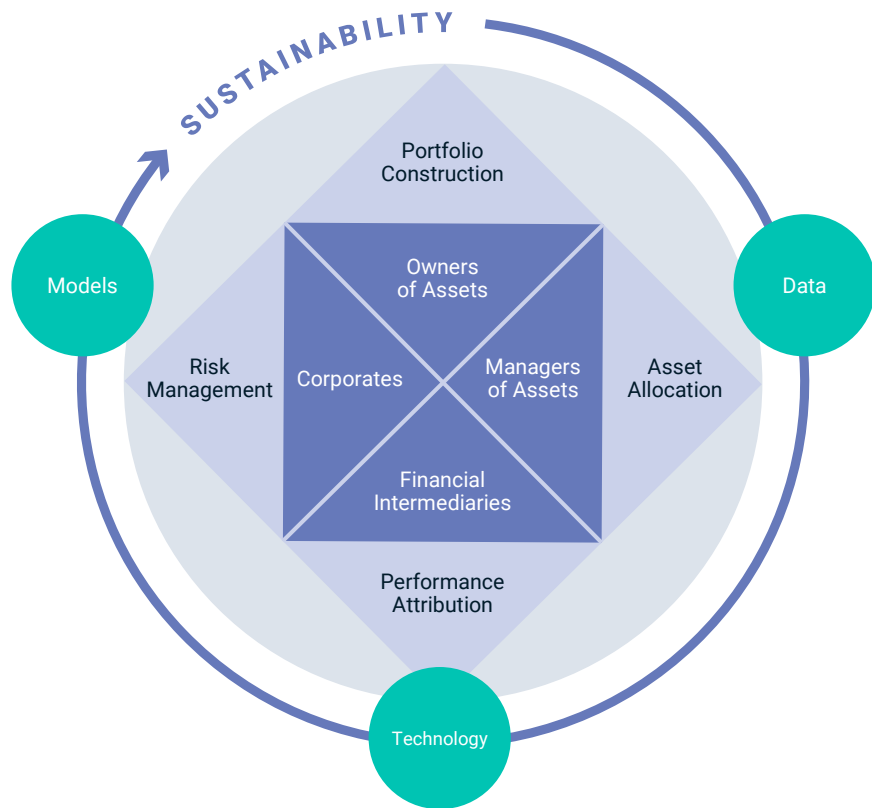 SUSTAINABILITY
Portfolio
Construction
Owners
of Assets
Models
Data
Risk
Management
Corporates
Managers
of Assets
Asset
Allocation
Financial
Intermediaries
Performance
Attribution
Technology